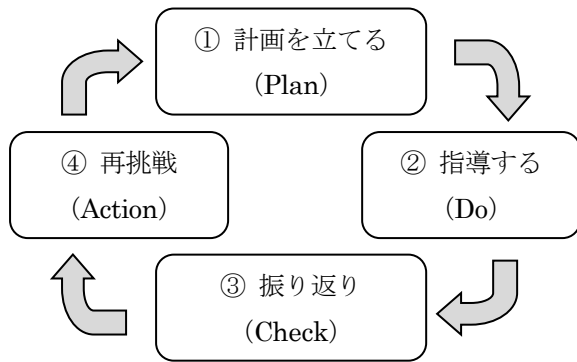 ① 計画を立てる
(Plan)
② 指導する
(Do)
③ 振り返り
(Check)
④ 再挑戦
(Action)